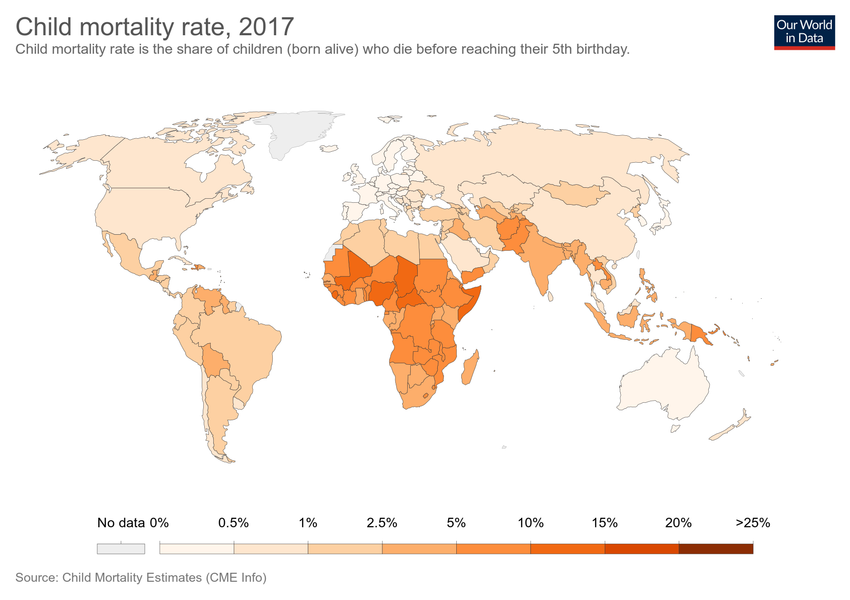 Child mortality rate, 2017
Child mortality rate is the share of children (born alive) who die before reaching their 5th birthday.
Our World
in Data
No data 0% 0.5% 1% 2.5% 5% 10% 15% 20% >25%
Source: Child Mortality Estimates (CME Info)